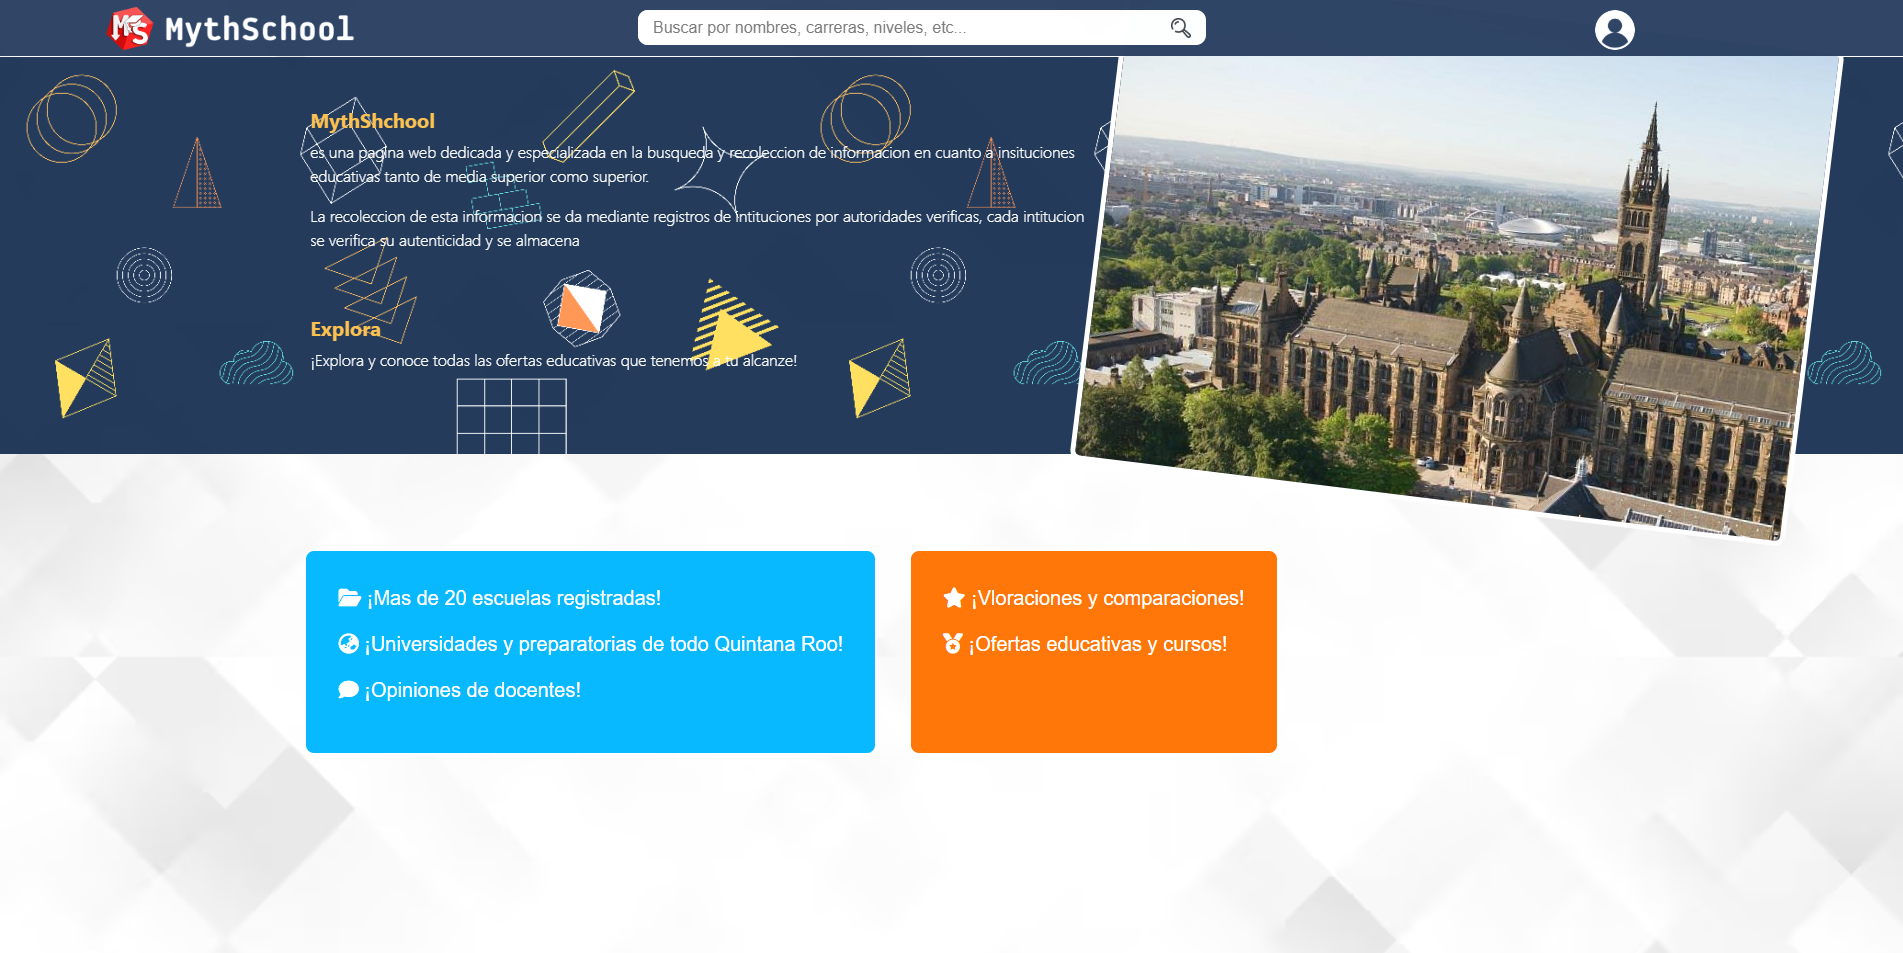 MS MythSchool
Buscar por nombres, carreras, niveles, etc...
MythShchool
es una pagina web dedicada y especializada en la busqueda y recoleccion de informacion en cuanto a insituciones
educativas tanto de media superior como superior.
La recoleccion de esta informacion se da mediante registros de intituciones por autoridades verificas, cada intitucion
se verifica su autenticidad y se almacena
Explora
¡Explora y conoce todas las ofertas educativas que tenemos a tu alcanze!
¡Mas de 20 escuelas registradas!
¡Universidades y preparatorias de todo Quintana Roo!
¡Opiniones de docentes!
¡Vloraciones y comparaciones!
¡Ofertas educativas y cursos!